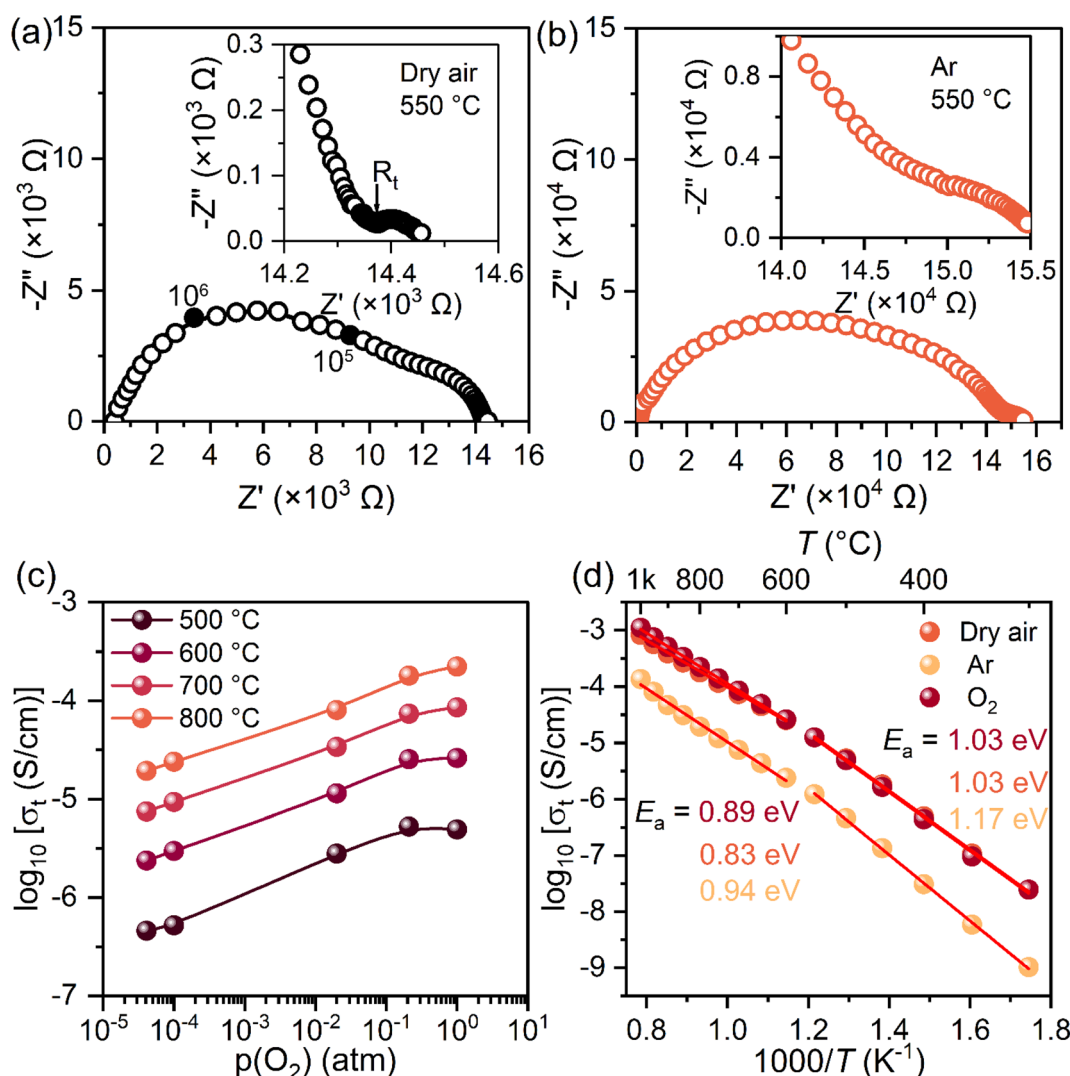 (a)
15
10
5
0
-Z'' (×10³ Ω)
0 2 4 6 8 10 12 14 16
Z' (×10³ Ω)
10⁶
10⁵
0.3
0.2
0.1
0.0
-Z'' (×10³ Ω)
Dry air
550 °C
Rₜ
14.2 14.4 14.6
Z' (×10³ Ω)
(b)
15
10
5
0
-Z'' (×10⁴ Ω)
0 2 4 6 8 10 12 14 16
Z' (×10⁴ Ω)
0.8
0.4
0.0
-Z'' (×10⁴ Ω)
Ar
550 °C
14.0 14.5 15.0 15.5
Z' (×10⁴ Ω)
(c)
-3
-4
-5
-6
-7
log₁₀ [σₜ (S/cm)]
500 °C
600 °C
700 °C
800 °C
10⁻⁵ 10⁻⁴ 10⁻³ 10⁻² 10⁻¹ 10⁰ 10¹
p(O₂) (atm)
(d)
T (°C)
1k 800 600 400
-3
-4
-5
-6
-7
-8
-9
log₁₀ [σₜ (S/cm)]
Dry air
Ar
O₂
Eₐ = 1.03 eV
1.03 eV
1.17 eV
Eₐ = 0.89 eV
0.83 eV
0.94 eV
0.8 1.0 1.2 1.4 1.6 1.8
1000/T (K⁻¹)